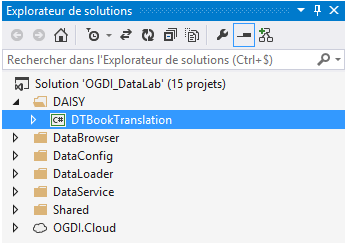 Explorateur de solutions
Rechercher dans l'Explorateur de solutions (Ctrl+$)
Solution 'OGDI_DataLab' (15 projets)
DAISY
C# DTBookTranslation
DataBrowser
DataConfig
DataLoader
DataService
Shared
OGDI.Cloud